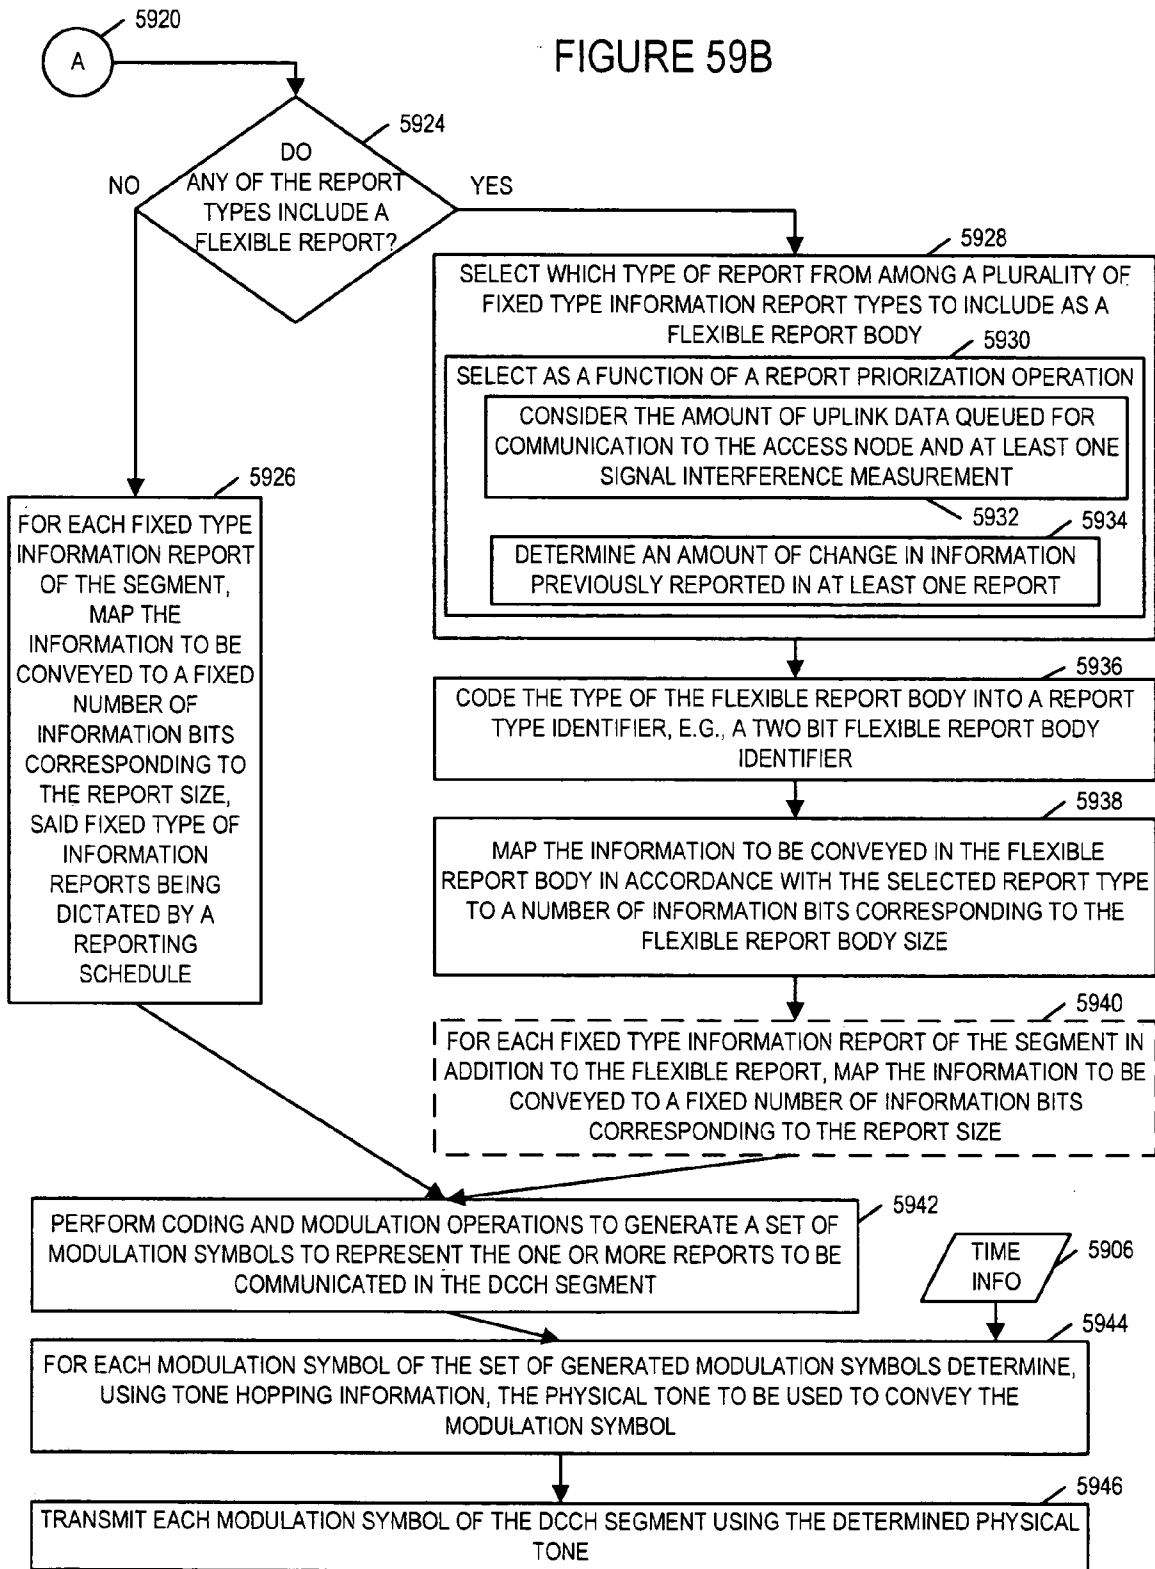 5920
A
FIGURE 59B
5924
DO
ANY OF THE REPORT
TYPES INCLUDE A
FLEXIBLE REPORT?
NO
YES
5928
SELECT WHICH TYPE OF REPORT FROM AMONG A PLURALITY OF
FIXED TYPE INFORMATION REPORT TYPES TO INCLUDE AS A
FLEXIBLE REPORT BODY
5930
SELECT AS A FUNCTION OF A REPORT PRIORIZATION OPERATION
CONSIDER THE AMOUNT OF UPLINK DATA QUEUED FOR
COMMUNICATION TO THE ACCESS NODE AND AT LEAST ONE
SIGNAL INTERFERENCE MEASUREMENT
5932
5934
DETERMINE AN AMOUNT OF CHANGE IN INFORMATION
PREVIOUSLY REPORTED IN AT LEAST ONE REPORT
5926
FOR EACH FIXED TYPE
INFORMATION REPORT
OF THE SEGMENT,
MAP THE
INFORMATION TO BE
CONVEYED TO A FIXED
NUMBER OF
INFORMATION BITS
CORRESPONDING TO
THE REPORT SIZE,
SAID FIXED TYPE OF
INFORMATION
REPORTS BEING
DICTATED BY A
REPORTING
SCHEDULE
5936
CODE THE TYPE OF THE FLEXIBLE REPORT BODY INTO A REPORT
TYPE IDENTIFIER, E.G., A TWO BIT FLEXIBLE REPORT BODY
IDENTIFIER
5938
MAP THE INFORMATION TO BE CONVEYED IN THE FLEXIBLE
REPORT BODY IN ACCORDANCE WITH THE SELECTED REPORT TYPE
TO A NUMBER OF INFORMATION BITS CORRESPONDING TO THE
FLEXIBLE REPORT BODY SIZE
5940
FOR EACH FIXED TYPE INFORMATION REPORT OF THE SEGMENT IN
ADDITION TO THE FLEXIBLE REPORT, MAP THE INFORMATION TO BE
CONVEYED TO A FIXED NUMBER OF INFORMATION BITS
CORRESPONDING TO THE REPORT SIZE
5942
PERFORM CODING AND MODULATION OPERATIONS TO GENERATE A SET OF
MODULATION SYMBOLS TO REPRESENT THE ONE OR MORE REPORTS TO BE
COMMUNICATED IN THE DCCH SEGMENT
TIME
INFO
5906
5944
FOR EACH MODULATION SYMBOL OF THE SET OF GENERATED MODULATION SYMBOLS DETERMINE,
USING TONE HOPPING INFORMATION, THE PHYSICAL TONE TO BE USED TO CONVEY THE
MODULATION SYMBOL
5946
TRANSMIT EACH MODULATION SYMBOL OF THE DCCH SEGMENT USING THE DETERMINED PHYSICAL
TONE